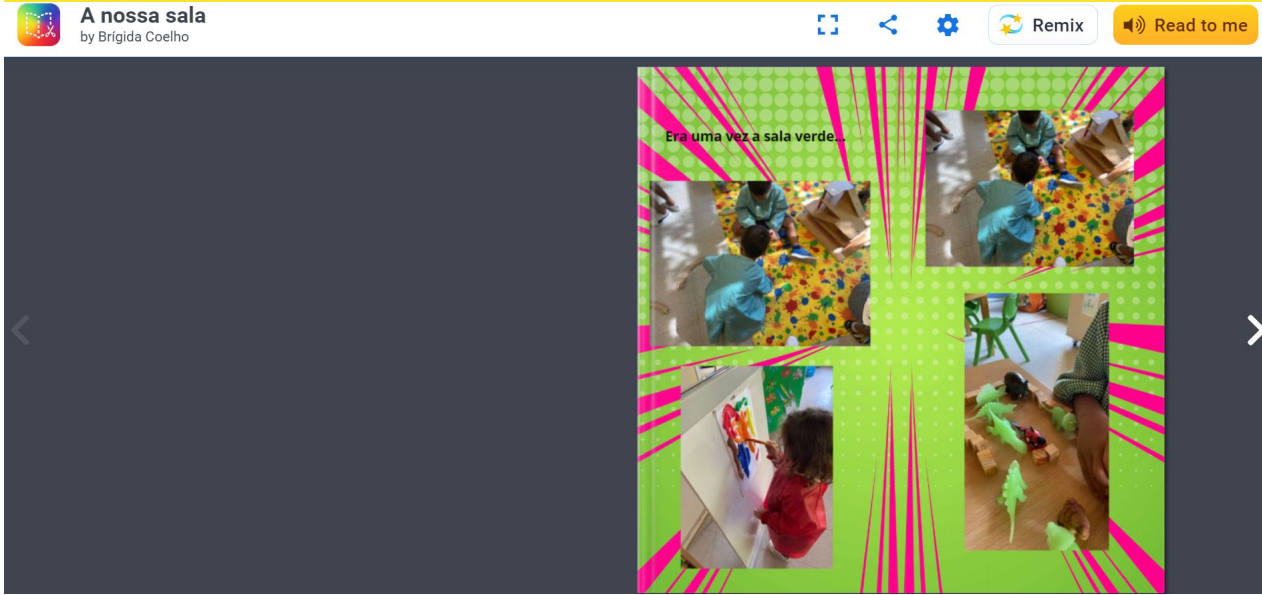 A nossa sala
by Brígida Coelho
Remix
Read to me
Era uma vez a sala verde...